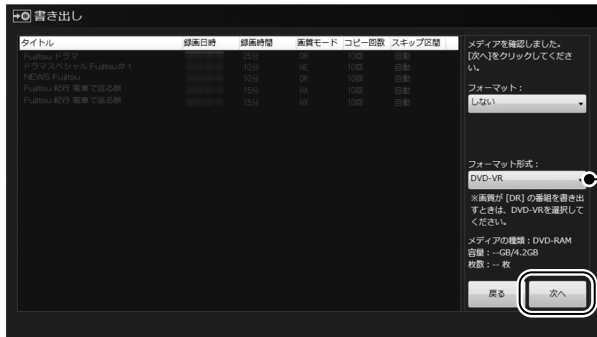 書き出し
タイトル 録画日時 録画時間 画質モード コピー回数 スキップ区間
Fujitsu ドラマ 25分 DR 10回 自動
ドラマスペシャル Fujitsu#1 10分 HE 10回 自動
NEWS Fujitsu 10分 DR 10回 自動
Fujitsu 紀行 電車で巡る旅 15分 HX 10回 自動
Fujitsu 紀行 電車で巡る旅 15分 HX 10回 自動
メディアを確認しました。
[次へ]をクリックしてくださ
い。
フォーマット：
しない
フォーマット形式：
DVD-VR
※画質が [DR] の番組を書き出
すときは、DVD-VRを選択して
ください。
メディアの種類：DVD-RAM
容量：--GB/4.2GB
枚数：-- 枚
戻る 次へ